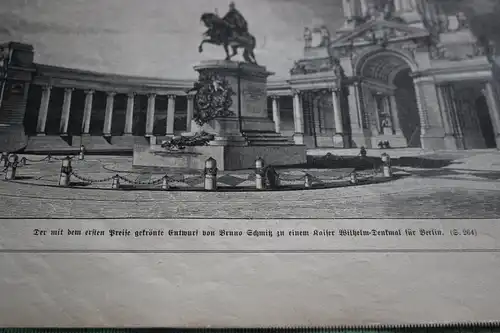 Der mit dem ersten Preise gekrönte Entwurf von Bruno Schmitz zu einem Kaiser Wilhelm-Denkmal für Berlin. (S. 264)